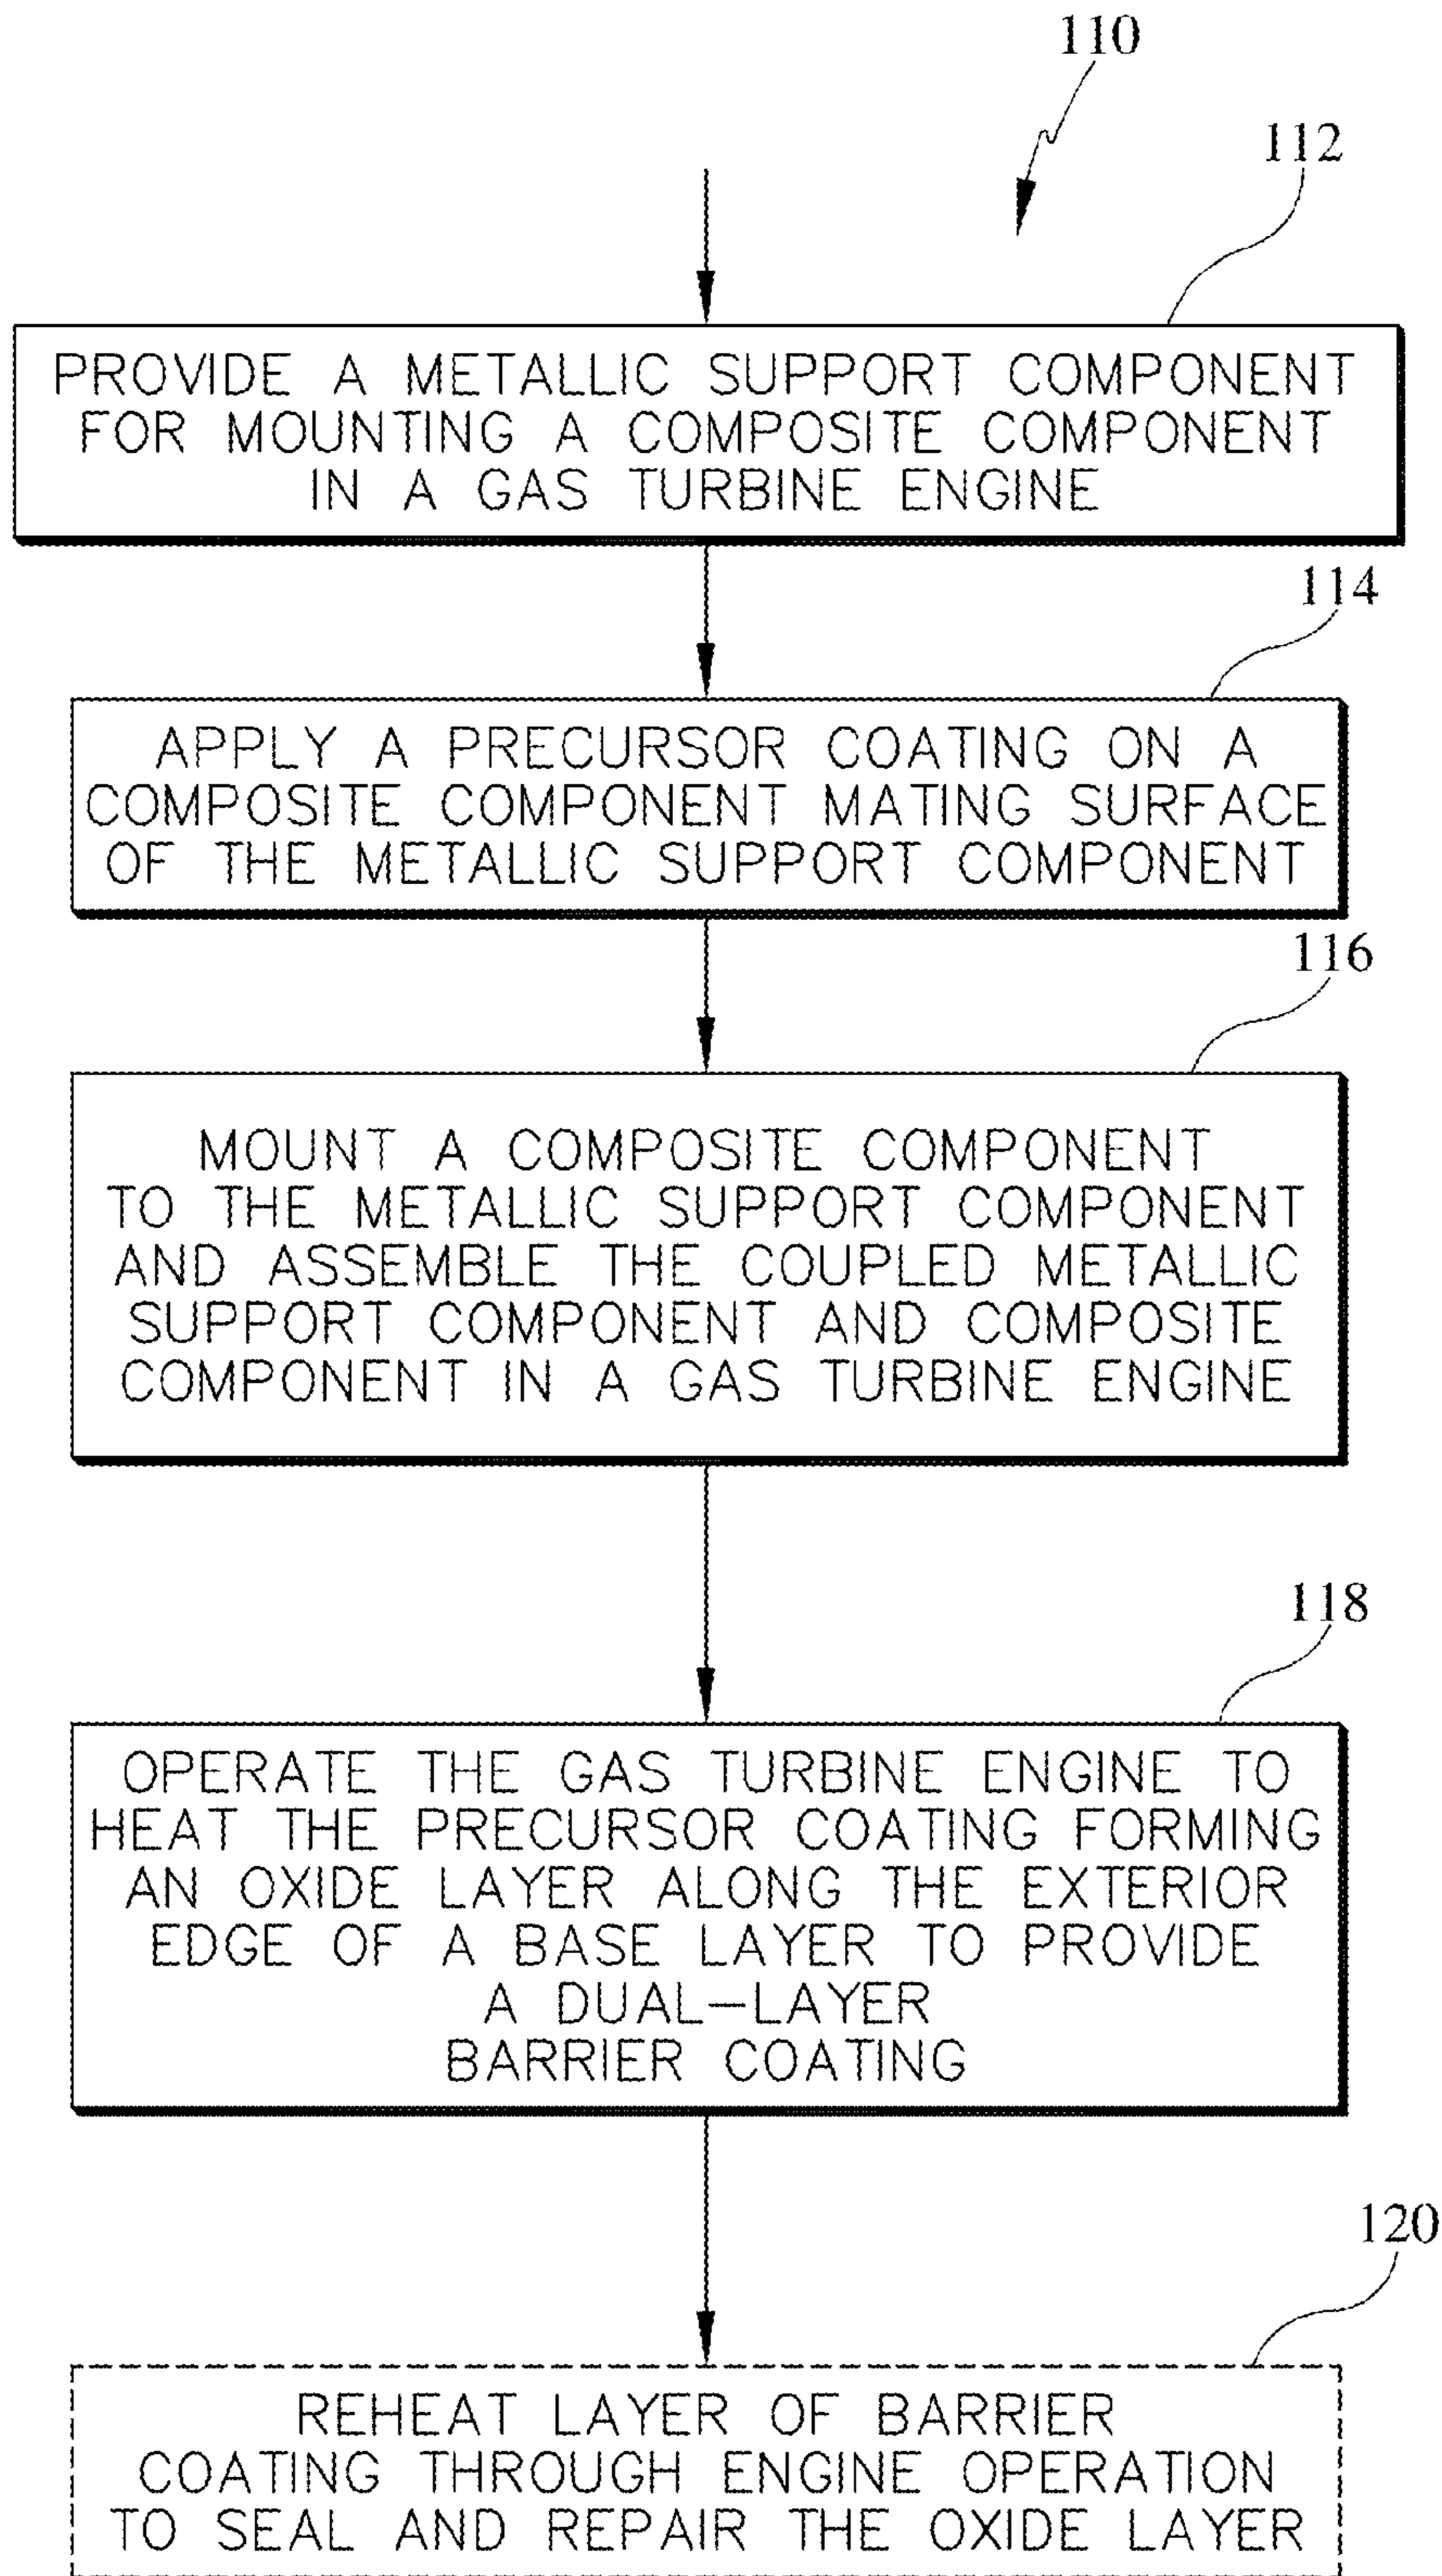 110
112
PROVIDE A METALLIC SUPPORT COMPONENT
FOR MOUNTING A COMPOSITE COMPONENT
IN A GAS TURBINE ENGINE
114
APPLY A PRECURSOR COATING ON A
COMPOSITE COMPONENT MATING SURFACE
OF THE METALLIC SUPPORT COMPONENT
116
MOUNT A COMPOSITE COMPONENT
TO THE METALLIC SUPPORT COMPONENT
AND ASSEMBLE THE COUPLED METALLIC
SUPPORT COMPONENT AND COMPOSITE
COMPONENT IN A GAS TURBINE ENGINE
118
OPERATE THE GAS TURBINE ENGINE TO
HEAT THE PRECURSOR COATING FORMING
AN OXIDE LAYER ALONG THE EXTERIOR
EDGE OF A BASE LAYER TO PROVIDE
A DUAL-LAYER
BARRIER COATING
120
REHEAT LAYER OF BARRIER
COATING THROUGH ENGINE OPERATION
TO SEAL AND REPAIR THE OXIDE LAYER